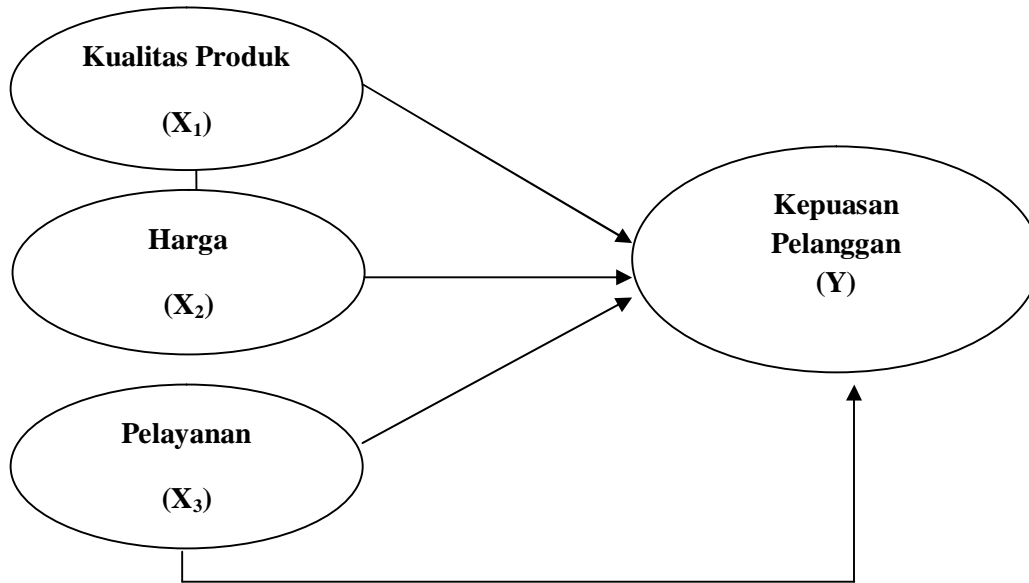 Kualitas Produk
(X₁)
Harga
(X₂)
Pelayanan
(X₃)
Kepuasan
Pelanggan
(Y)